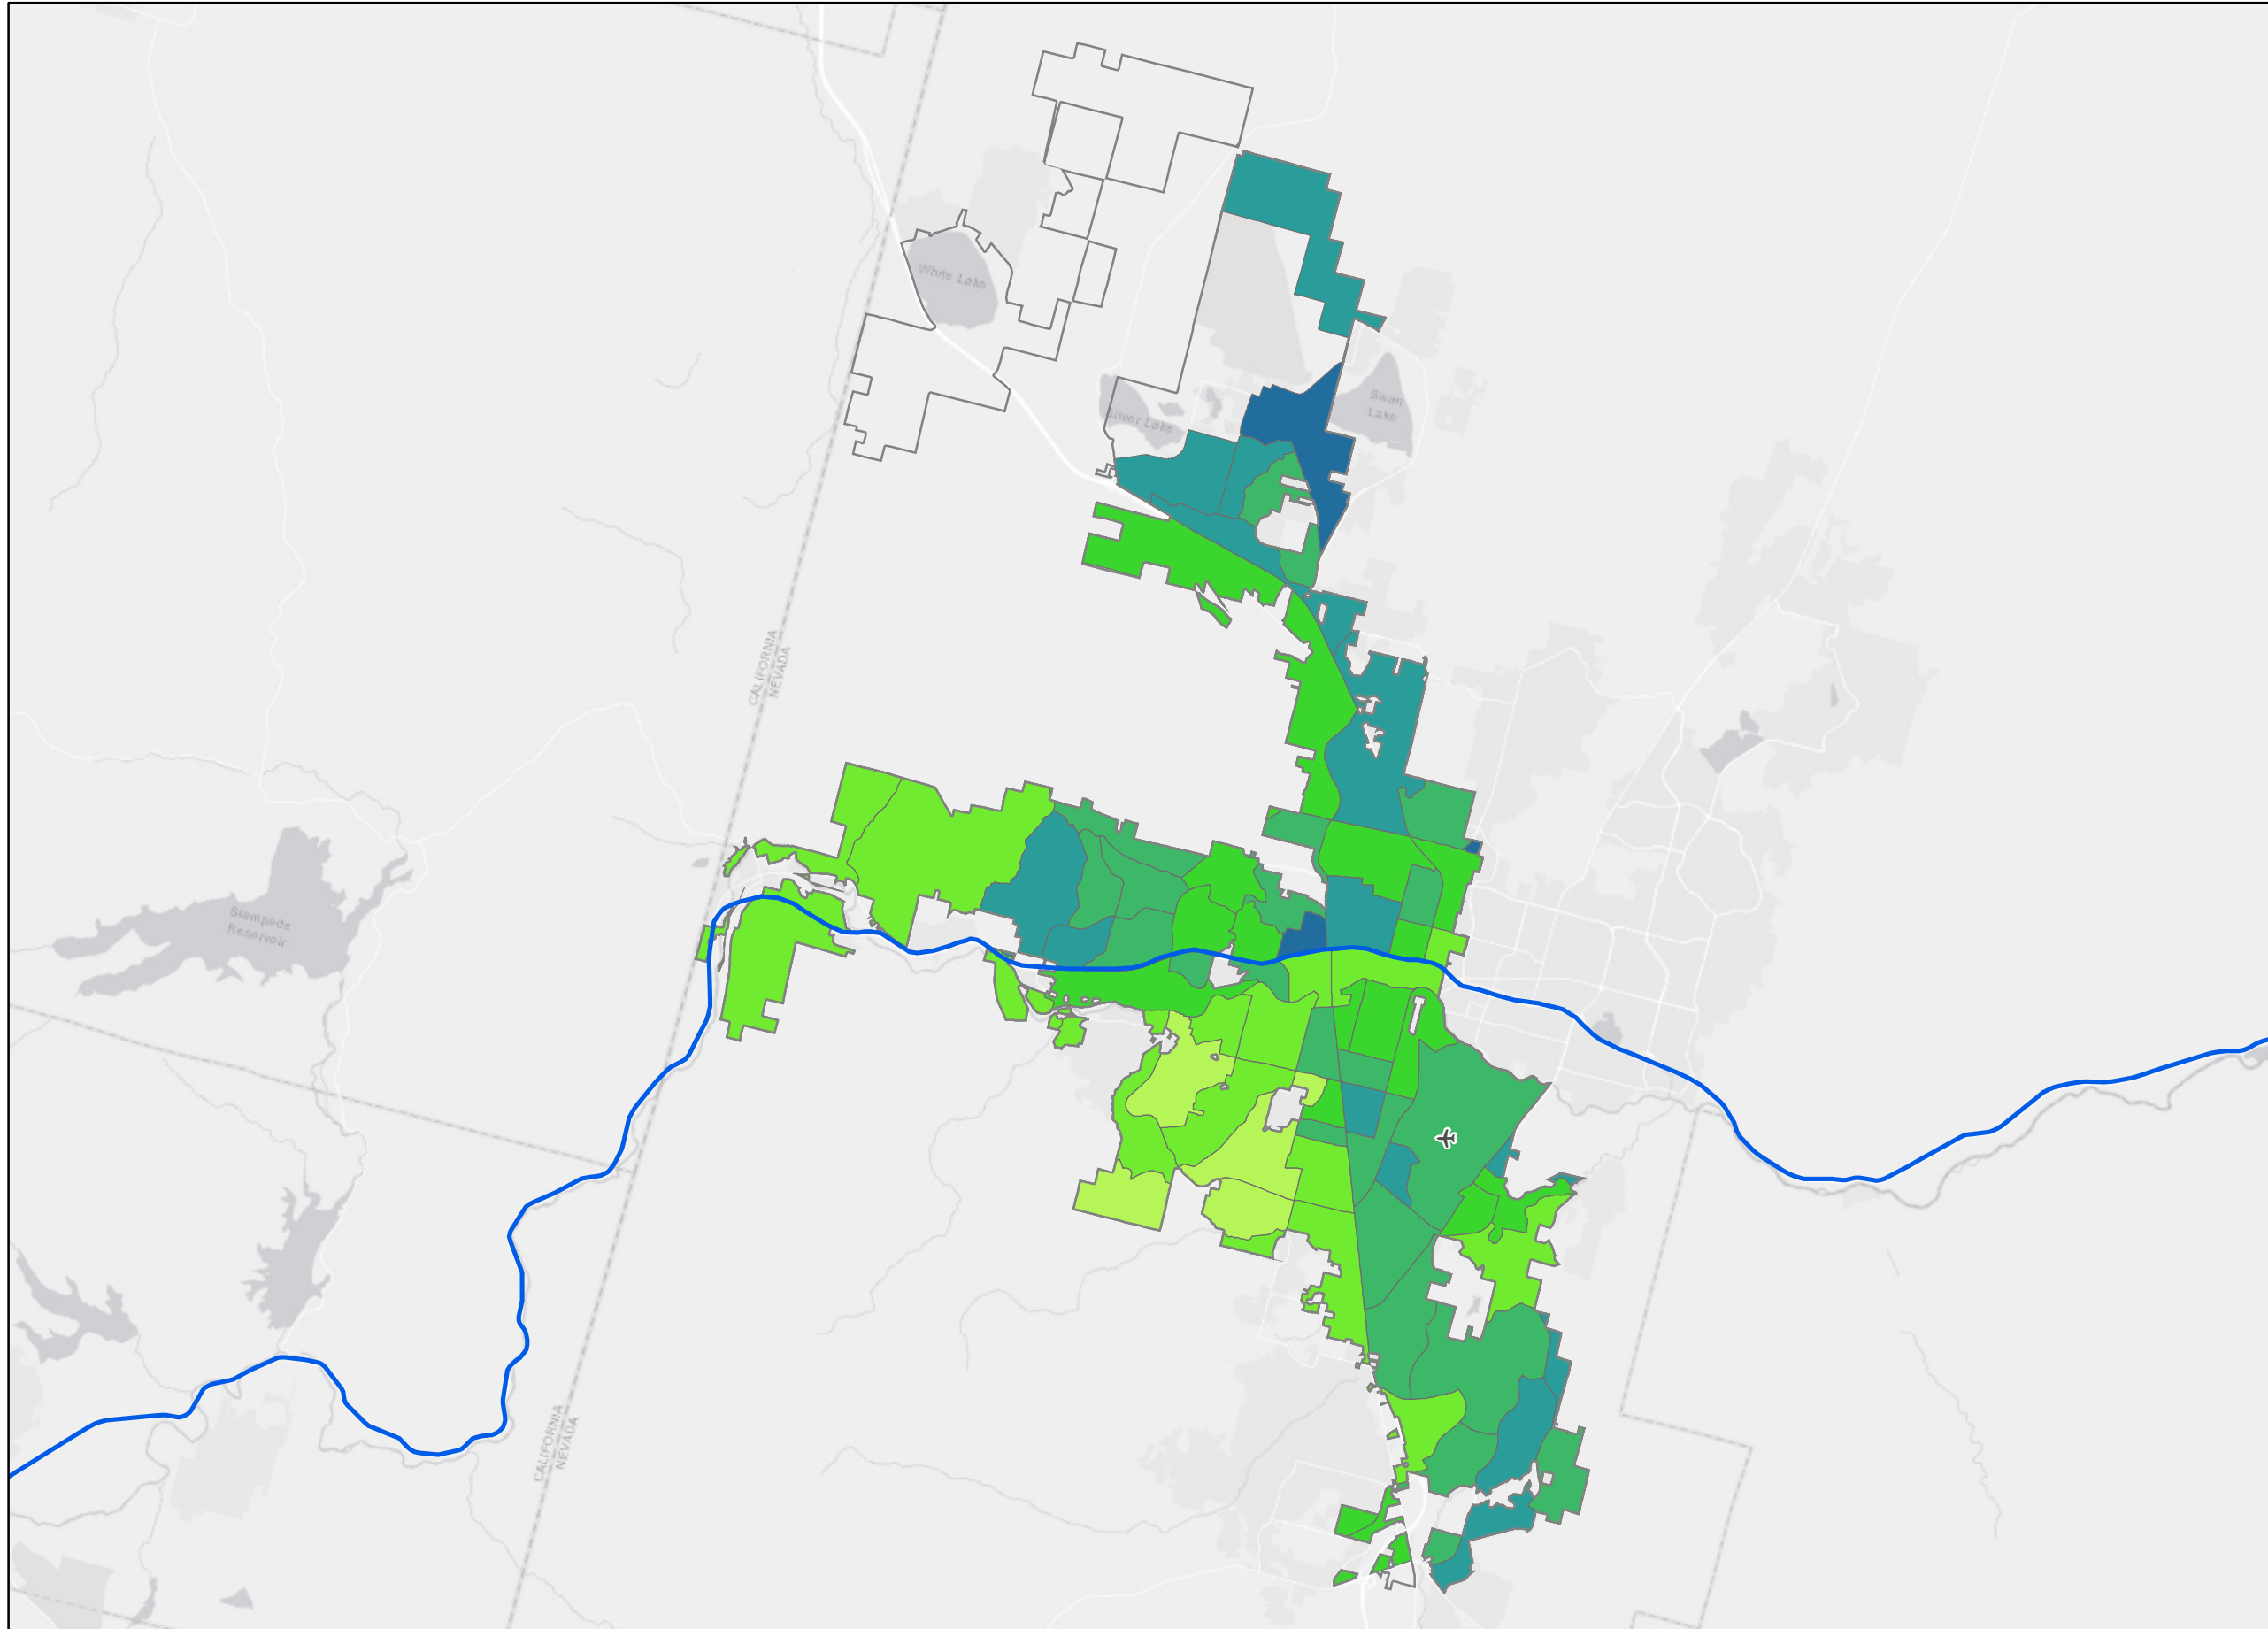 White Lake
Swan
Lake
Silver Lake
CALIFORNIA
NEVADA
Stampede
Reservoir
CALIFORNIA
NEVADA